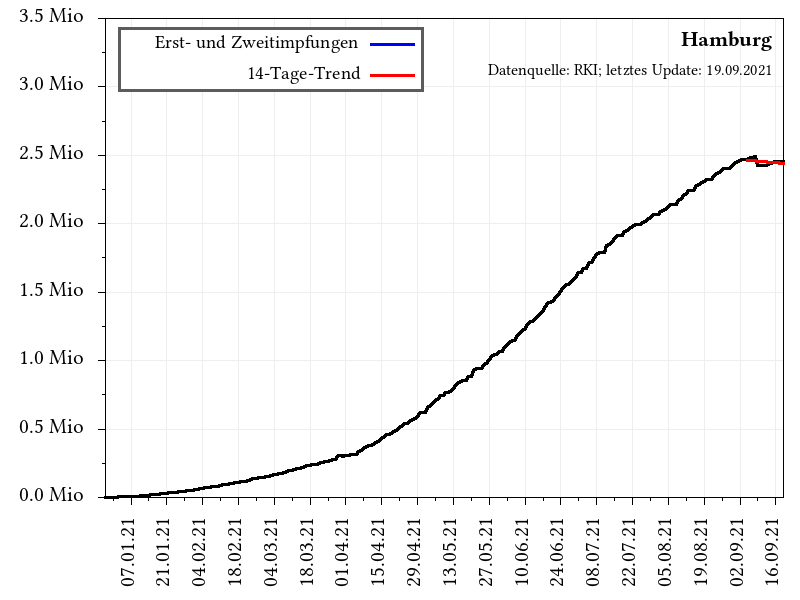 3.5 Mio
3.0 Mio
2.5 Mio
2.0 Mio
1.5 Mio
1.0 Mio
0.5 Mio
0.0 Mio
Erst- und Zweitimpfungen
14-Tage-Trend
Hamburg
Datenquelle: RKI; letztes Update: 19.09.2021
07.01.21
21.01.21
04.02.21
18.02.21
04.03.21
18.03.21
01.04.21
15.04.21
29.04.21
13.05.21
27.05.21
10.06.21
24.06.21
08.07.21
22.07.21
05.08.21
19.08.21
02.09.21
16.09.21